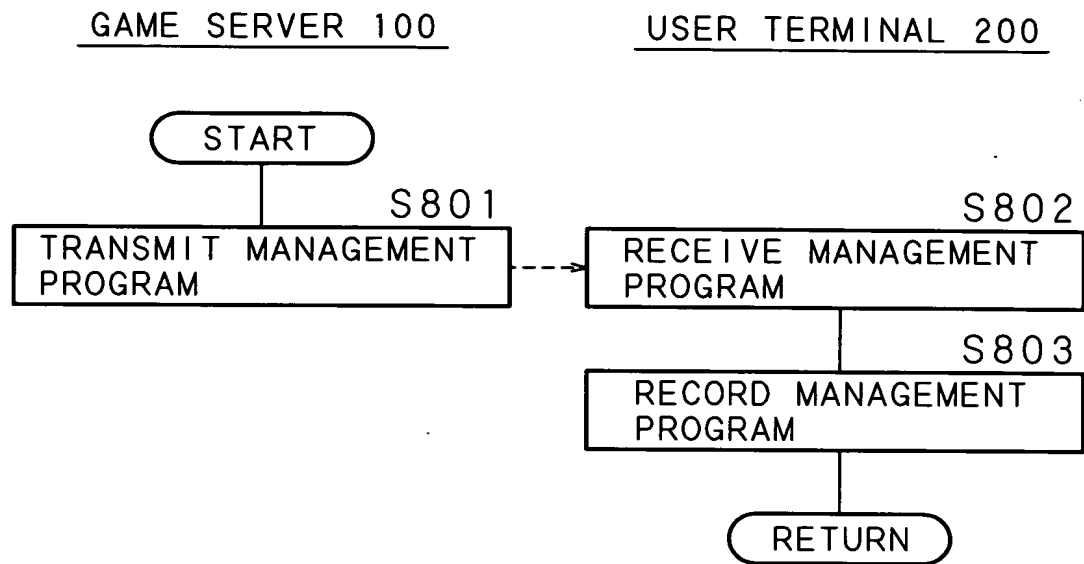 GAME SERVER 100
USER TERMINAL 200
START
S801
TRANSMIT MANAGEMENT
PROGRAM
S802
RECEIVE MANAGEMENT
PROGRAM
S803
RECORD MANAGEMENT
PROGRAM
RETURN